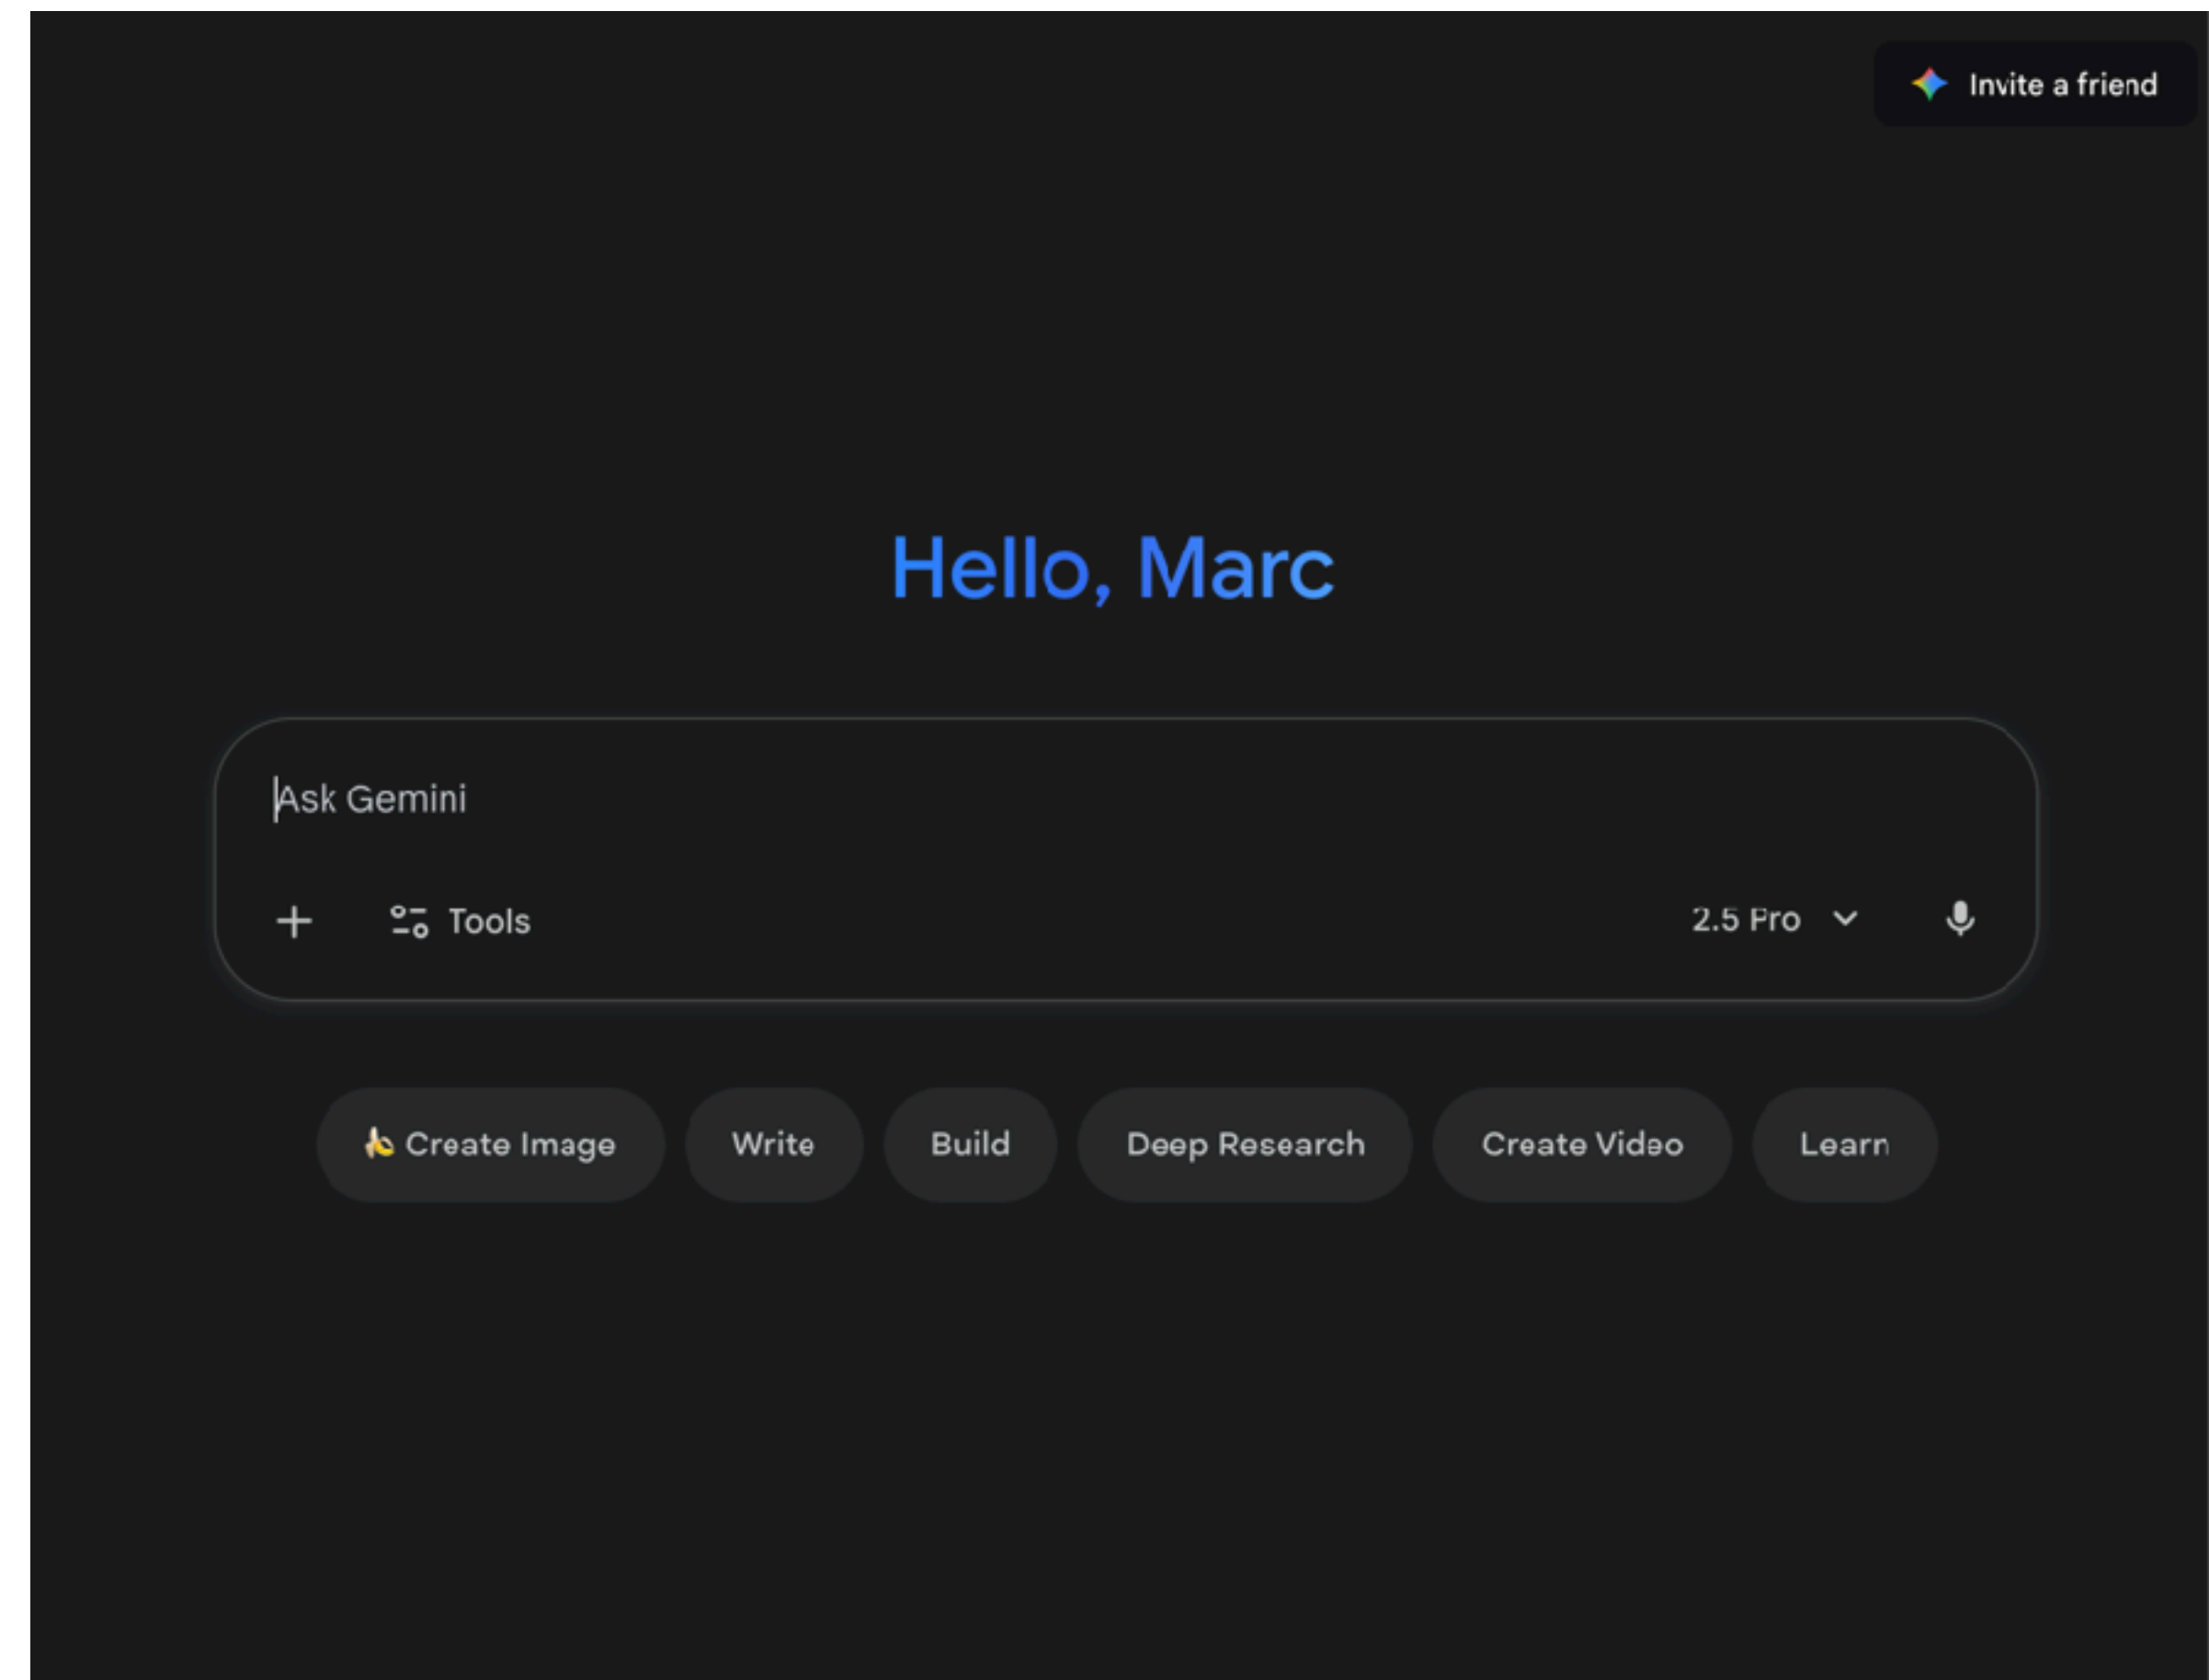 Invite a friend
Hello, Marc
Ask Gemini
Tools
2.5 Pro
Create Image
Write
Build
Deep Research
Create Video
Learn